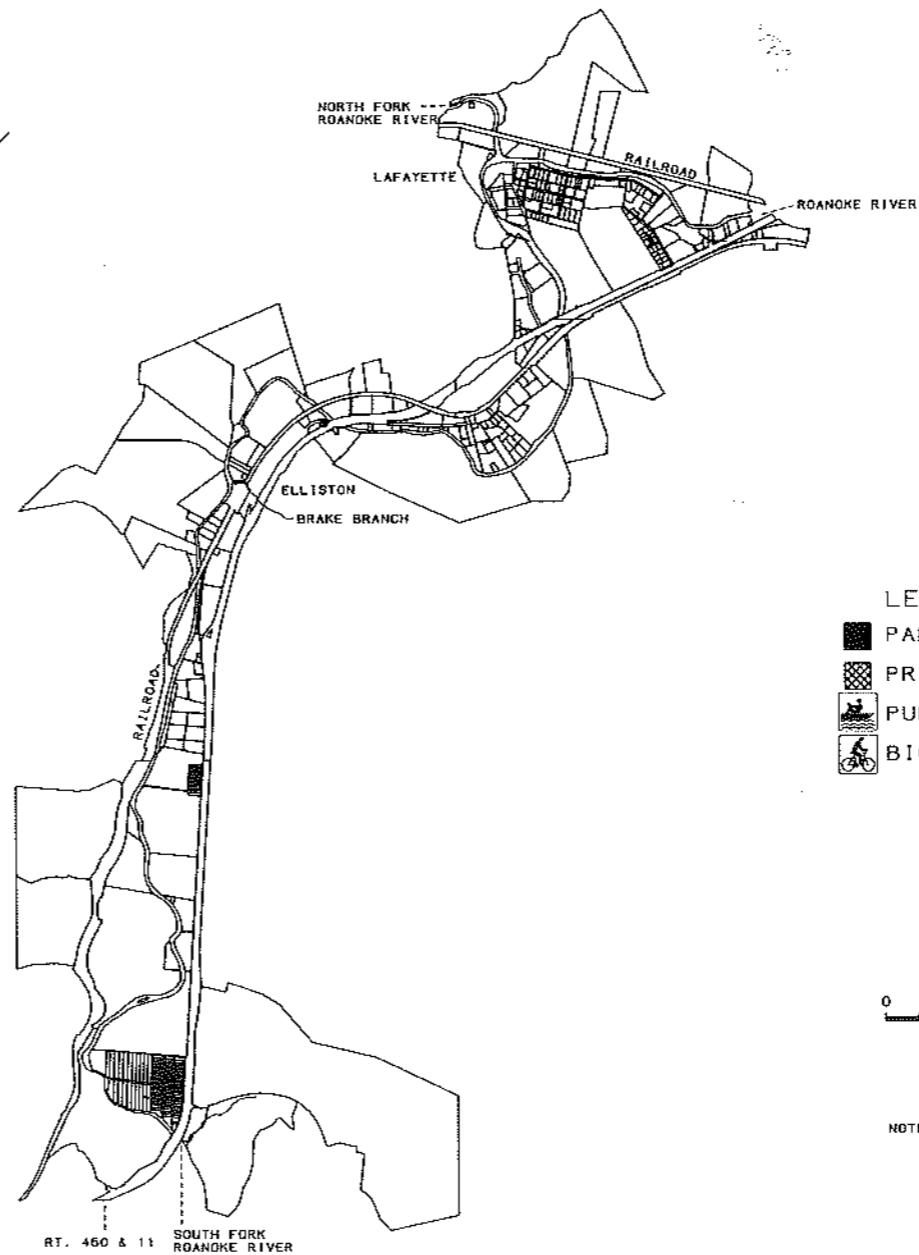 NORTH FORK
ROANOKE RIVER
LAFAYETTE
RAILROAD
ROANOKE RIVER
ELLISTON
BRAKE BRANCH
RAILROAD
LE
PA
PR
PU
BI
0
NOT
RT. 460 & 11
SOUTH FORK
ROANOKE RIVER